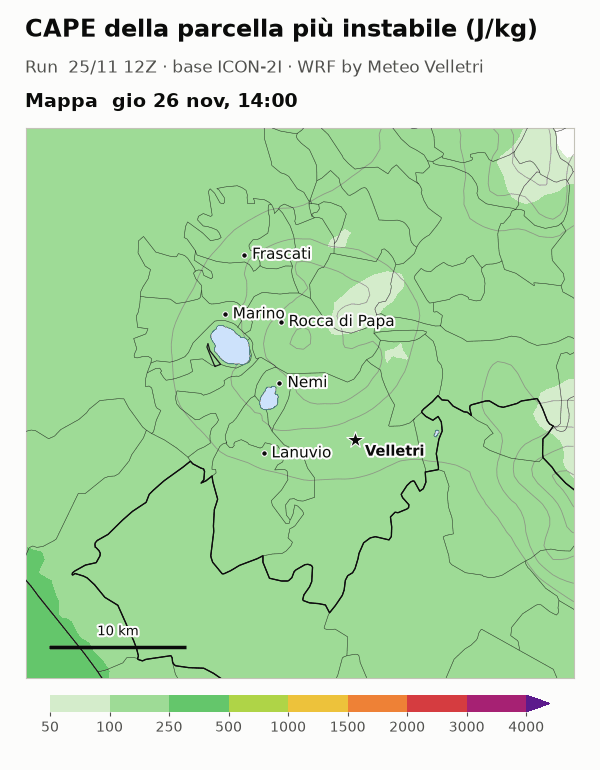 CAPE della parcella più instabile (J/kg)
Run  25/11 12Z · base ICON-2I · WRF by Meteo Velletri
Mappa  gio 26 nov, 14:00
Frascati
Marino
Rocca di Papa
Nemi
Velletri
Lanuvio
10 km
50 100 250 500 1000 1500 2000 3000 4000